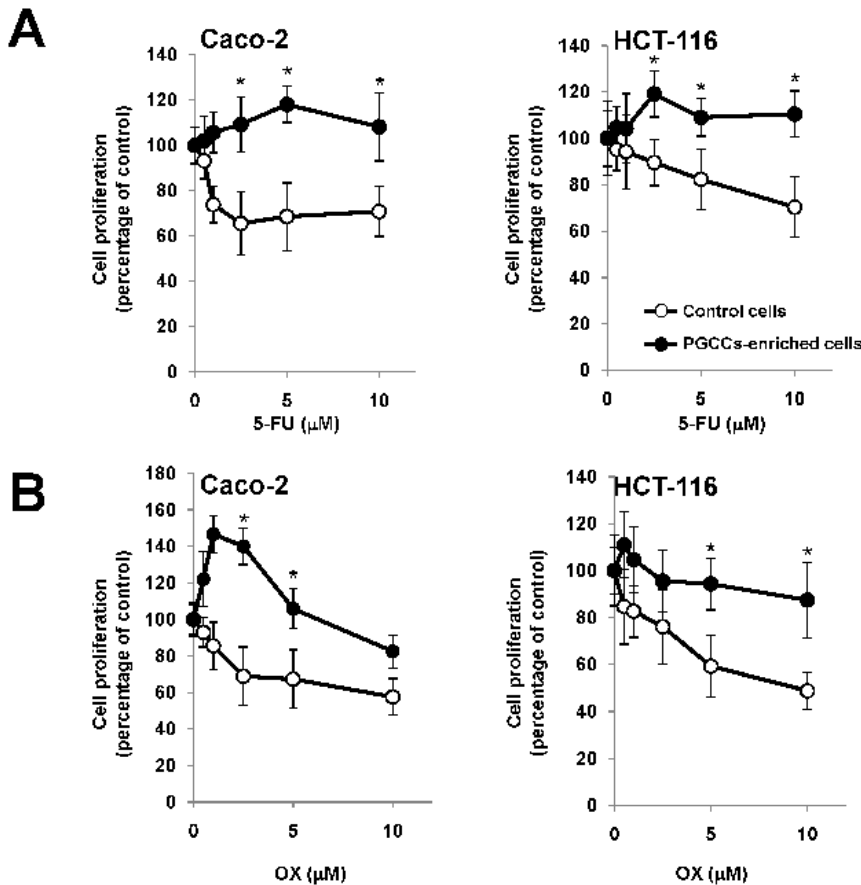 A
Caco-2
140
120
100
80
60
40
20
0
0 5 10
5-FU (µM)
Cell proliferation
(percentage of control)
* * *
HCT-116
140
120
100
80
60
40
20
0
0 5 10
5-FU (µM)
Cell proliferation
(percentage of control)
* * *
Control cells
PGCCs-enriched cells
B
Caco-2
180
160
140
120
100
80
60
40
20
0
0 5 10
OX (µM)
Cell proliferation
(percentage of control)
* *
HCT-116
140
120
100
80
60
40
20
0
0 5 10
OX (µM)
Cell proliferation
(percentage of control)
* *